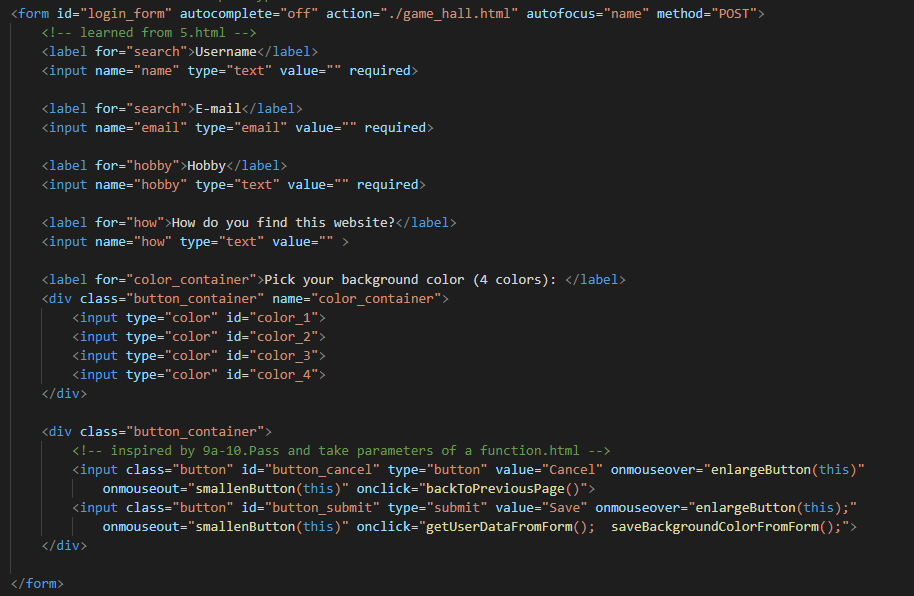 <form id="login_form" autocomplete="off" action="./game_hall.html" autofocus="name" method="POST">
<!-- learned from 5.html -->
<label for="search">Username</label>
<input name="name" type="text" value="" required>
<label for="search">E-mail</label>
<input name="email" type="email" value="" required>
<label for="hobby">Hobby</label>
<input name="hobby" type="text" value="" required>
<label for="how">How do you find this website?</label>
<input name="how" type="text" value="" >
<label for="color_container">Pick your background color (4 colors): </label>
<div class="button_container" name="color_container">
<input type="color" id="color_1">
<input type="color" id="color_2">
<input type="color" id="color_3">
<input type="color" id="color_4">
</div>
<div class="button_container">
<!-- inspired by 9a-10.Pass and take parameters of a function.html -->
<input class="button" id="button_cancel" type="button" value="Cancel" onmouseover="enlargeButton(this)"
onmouseout="smallenButton(this)" onclick="backToPreviousPage()">
<input class="button" id="button_submit" type="submit" value="Save" onmouseover="enlargeButton(this);"
onmouseout="smallenButton(this)" onclick="getUserDataFromForm();  saveBackgroundColorFromForm();">
</div>
</form>